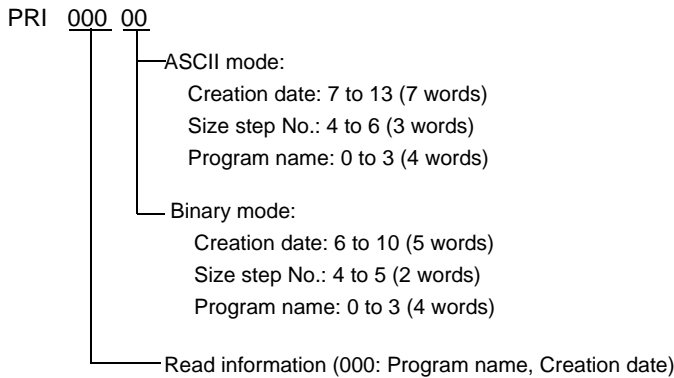 PRI 000 00
ASCII mode:
Creation date: 7 to 13 (7 words)
Size step No.: 4 to 6 (3 words)
Program name: 0 to 3 (4 words)
Binary mode:
Creation date: 6 to 10 (5 words)
Size step No.: 4 to 5 (2 words)
Program name: 0 to 3 (4 words)
Read information (000: Program name, Creation date)